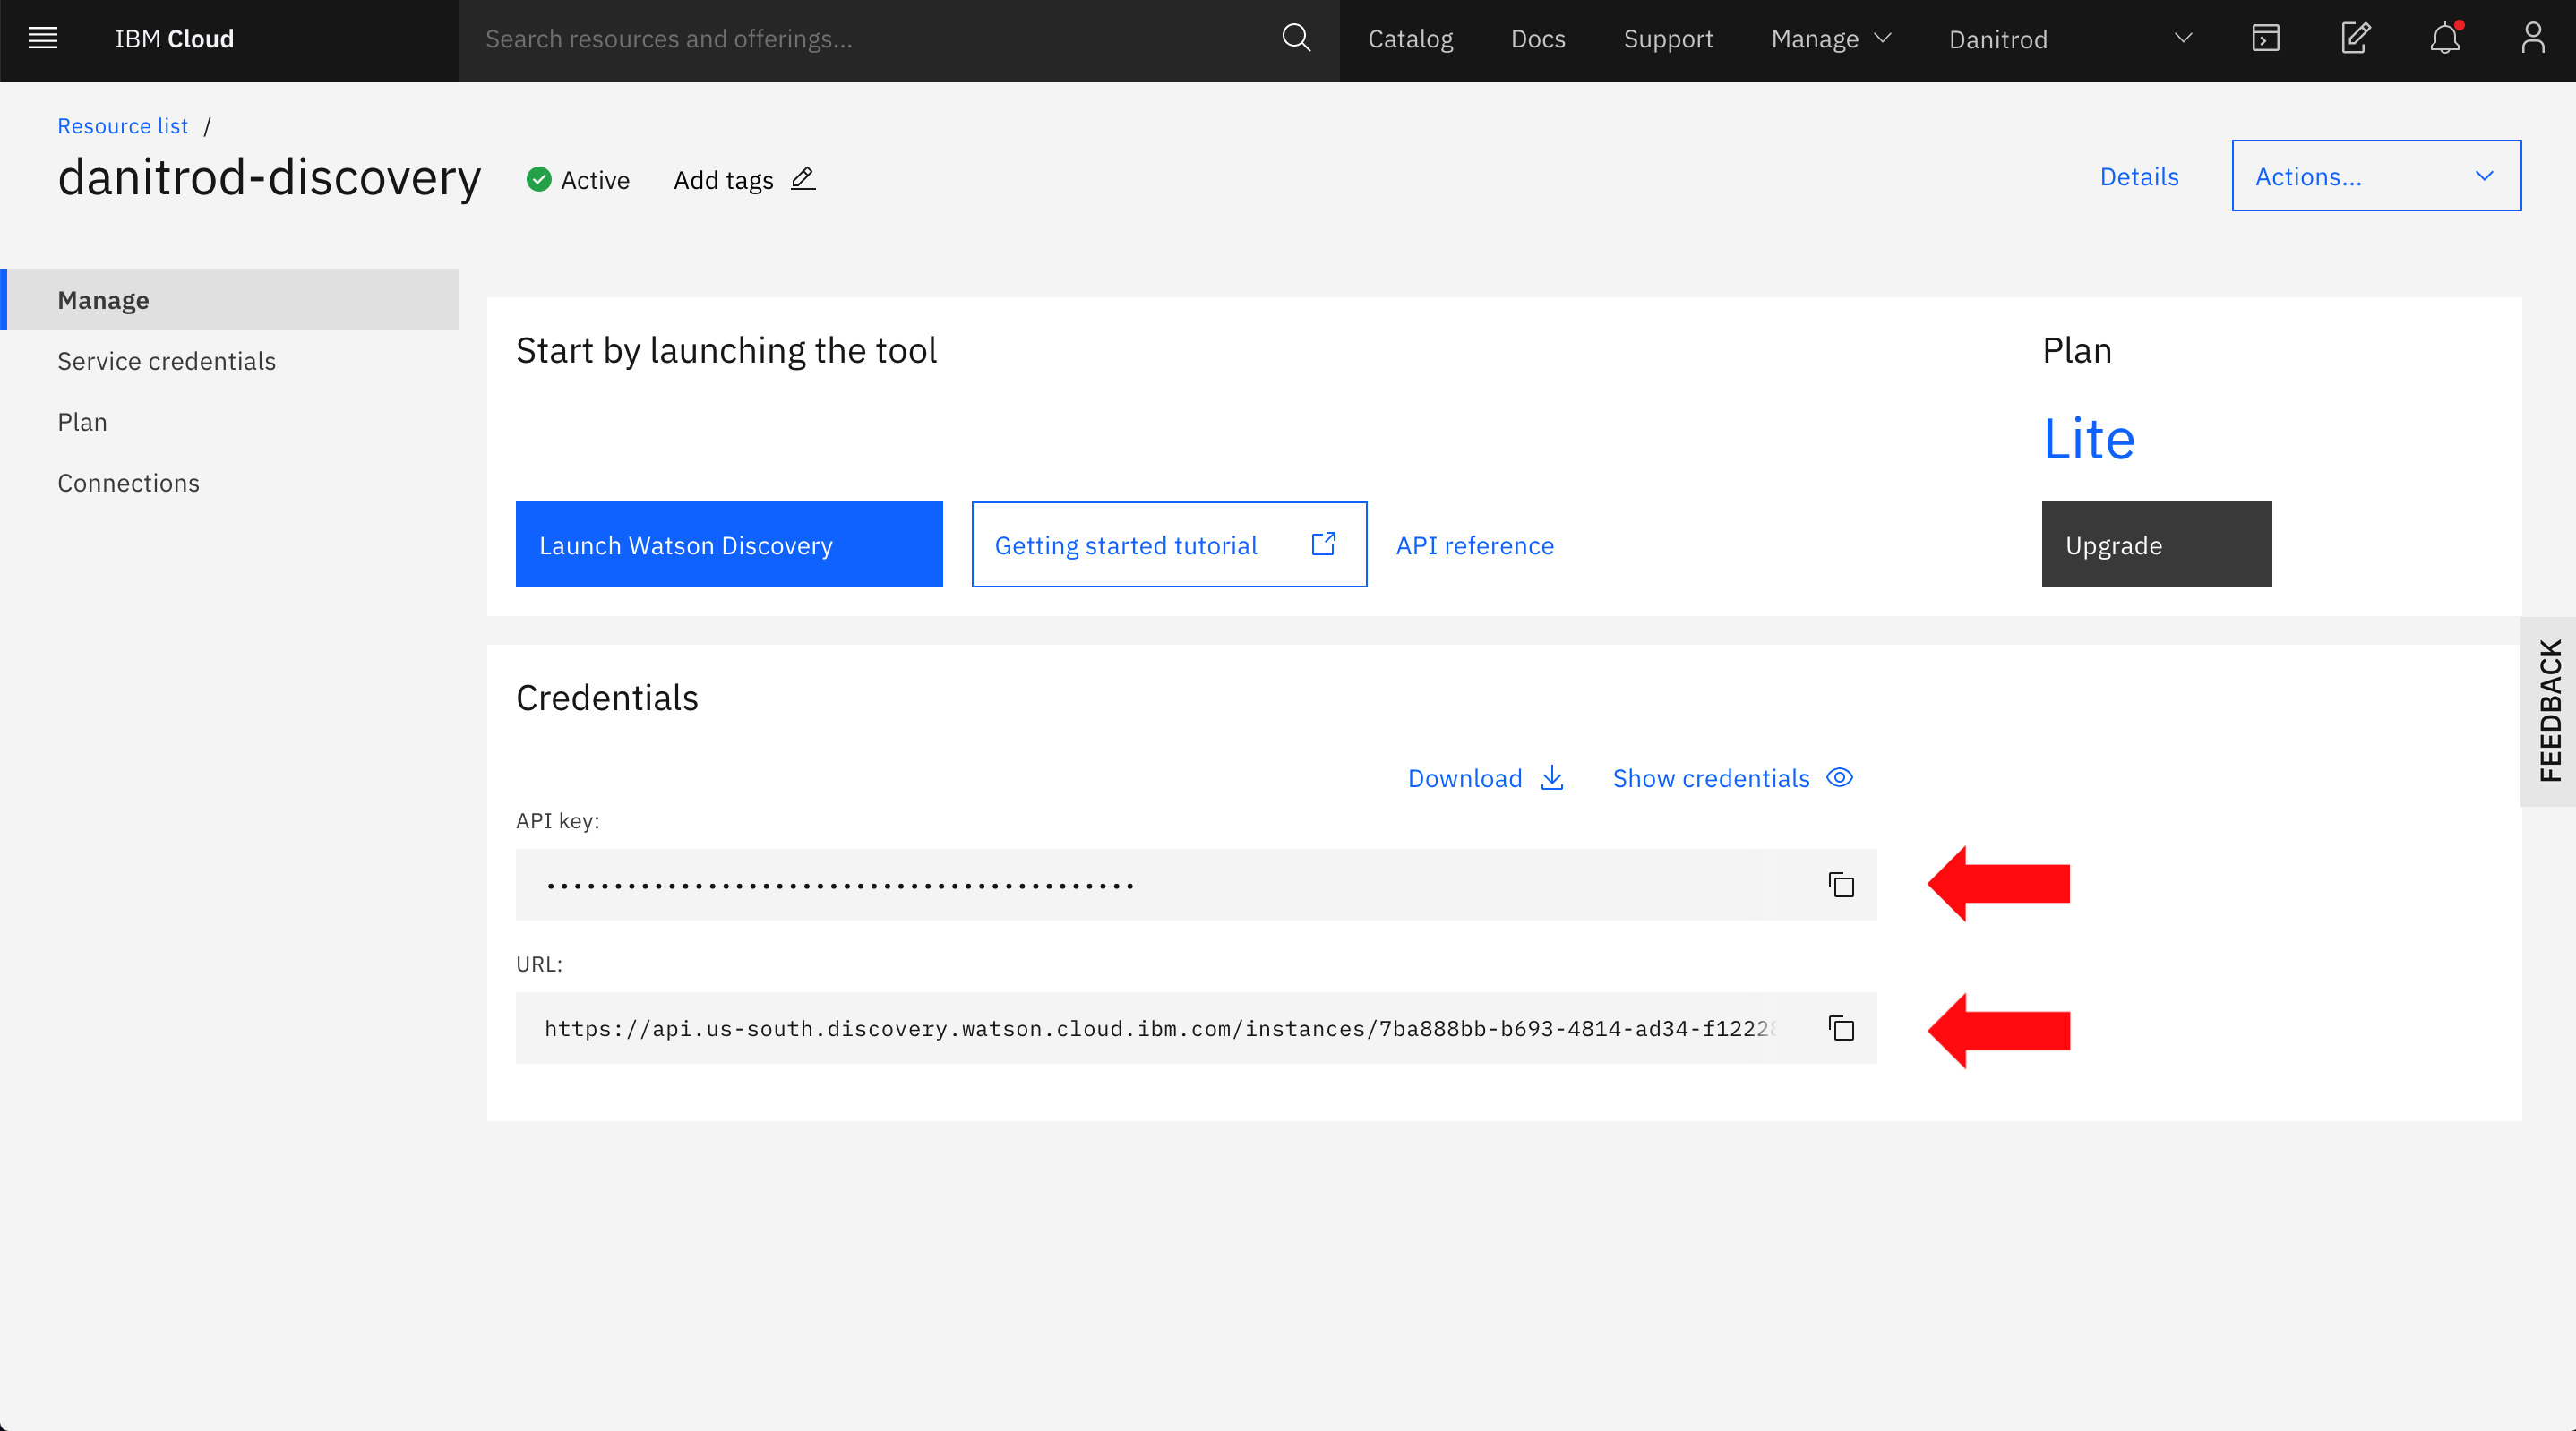 IBM Cloud
Search resources and offerings...
Catalog
Docs
Support
Manage
Danitrod
Resource list /
danitrod-discovery
Active
Add tags
Details
Actions...
Manage
Service credentials
Plan
Connections
Start by launching the tool
Plan
Lite
Launch Watson Discovery
Getting started tutorial
API reference
Upgrade
FEEDBACK
Credentials
Download
Show credentials
API key:
••••••••••••••••••••••••••••••••••••••••••••
URL:
https://api.us-south.discovery.watson.cloud.ibm.com/instances/7ba888bb-b693-4814-ad34-f12228